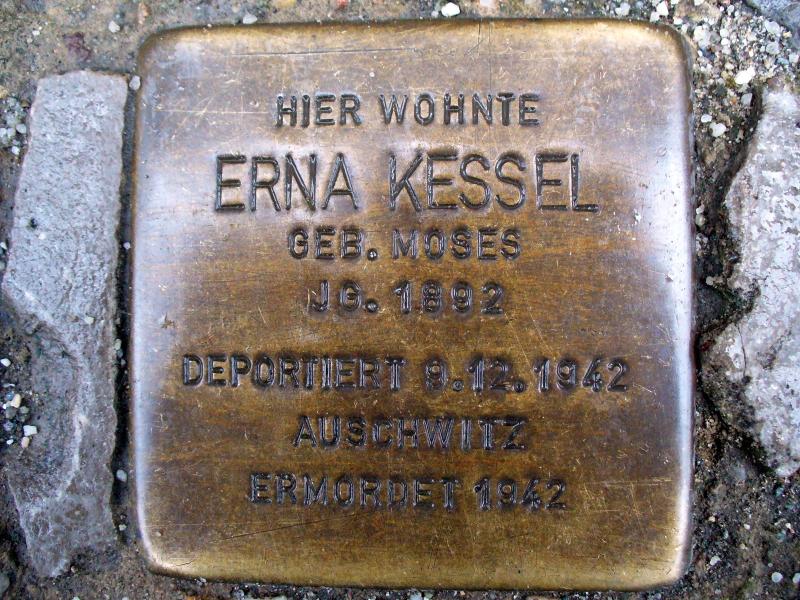 HIER WOHNTE
ERNA KESSEL
GEB. MOSES
JG. 1892
DEPORTIERT 9.12.1942
AUSCHWITZ
ERMORDET 1942